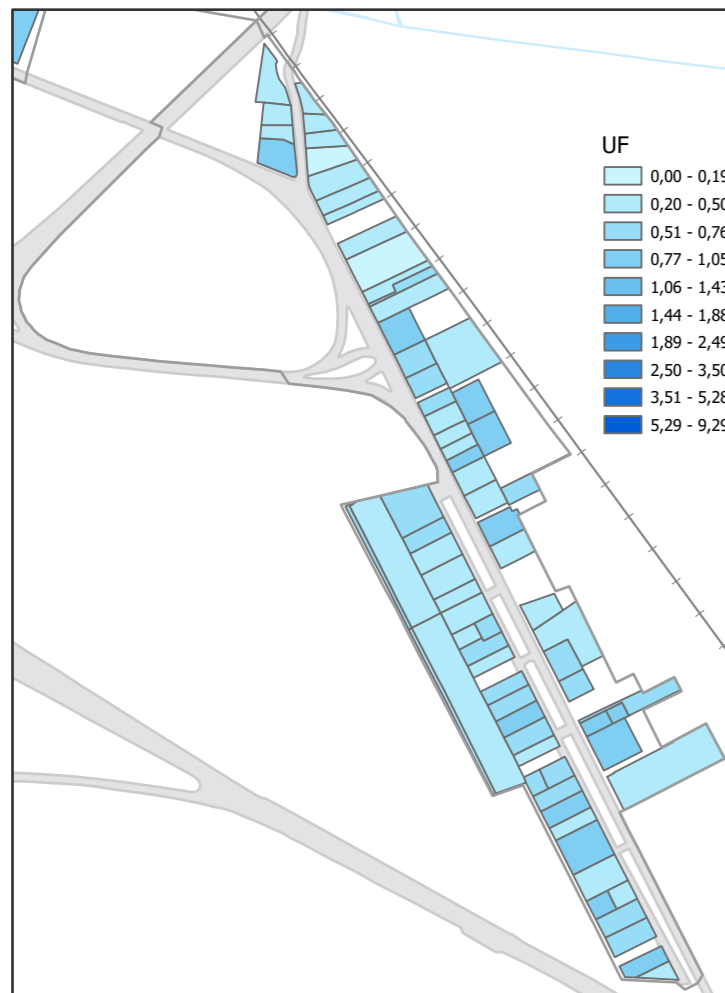 UF
0,00 - 0,19
0,20 - 0,50
0,51 - 0,76
0,77 - 1,05
1,06 - 1,43
1,44 - 1,88
1,89 - 2,49
2,50 - 3,50
3,51 - 5,28
5,29 - 9,29